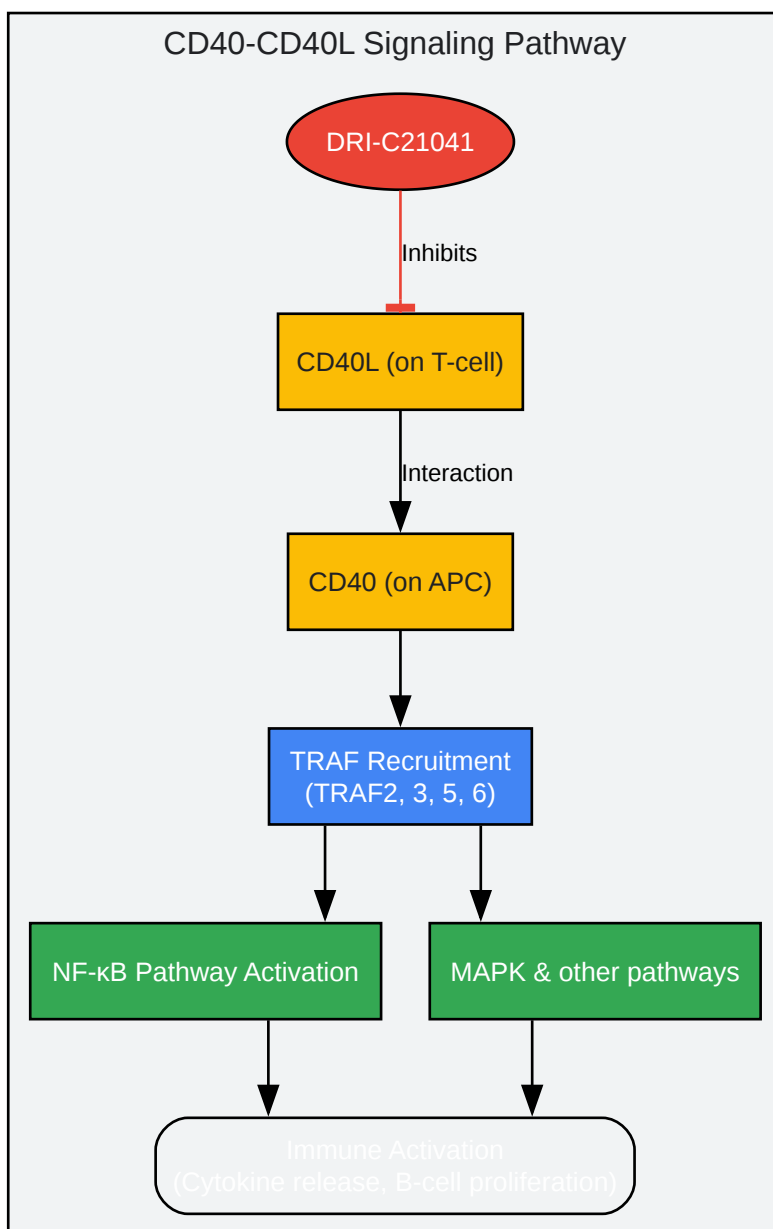 CD40-CD40L Signaling Pathway
DRI-C21041
Inhibits
CD40L (on T-cell)
Interaction
CD40 (on APC)
TRAF Recruitment
(TRAF2, 3, 5, 6)
NF-κB Pathway Activation
MAPK & other pathways
Immune Activation
(Cytokine release, B-cell proliferation)